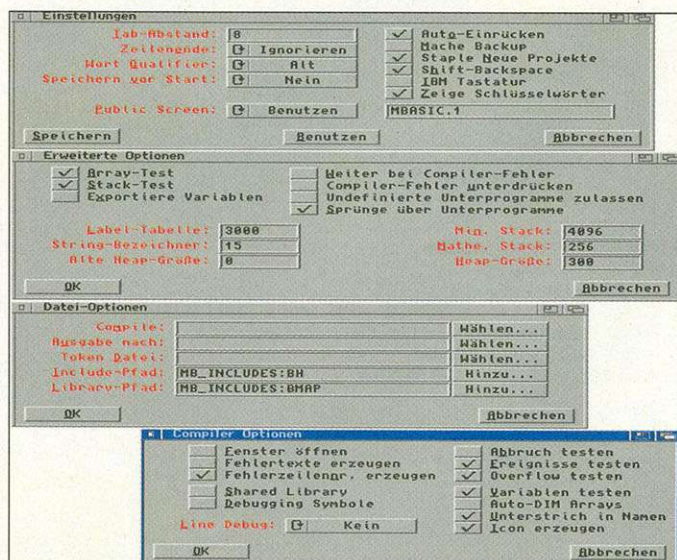 Einstellungen
Tab-Abstand: 8
Zeilenende: Ignorieren
Wort Qualifier: Alt
Speichern vor Start: Nein
Public Screen: Benutzen
Auto-Einrücken
Mache Backup
Staple Neue Projekte
Shift-Backspace
IBM Tastatur
Zeige Schlüsselwörter
MBASIC.1
Speichern Benutzen Abbrechen
Erweiterte Optionen
Array-Test
Stack-Test
Exportiere Variablen
Weiter bei Compiler-Fehler
Compiler-Fehler unterdrücken
Undefinierte Unterprogramme zulassen
Sprünge über Unterprogramme
Label-Tabelle: 3000
String-Bezeichner: 15
Alte Heap-Größe: 0
Min. Stack: 4096
Mathe. Stack: 256
Heap-Größe: 300
OK Abbrechen
Datei-Optionen
Compile: Wählen...
Ausgabe nach: Wählen...
Token Datei: Wählen...
Include-Pfad: MB_INCLUDES:BH Hinzu...
Library-Pfad: MB_INCLUDES:BMAP Hinzu...
OK Abbrechen
Compiler Optionen
Fenster öffnen
Fehlertexte erzeugen
Fehlerzeilennr. erzeugen
Shared Library
Debugging Symbole
Line Debug: Kein
Abbruch testen
Ereignisse testen
Overflow testen
Variablen testen
Auto-DIM Arrays
Unterstrich in Namen
Icon erzeugen
OK Abbrechen